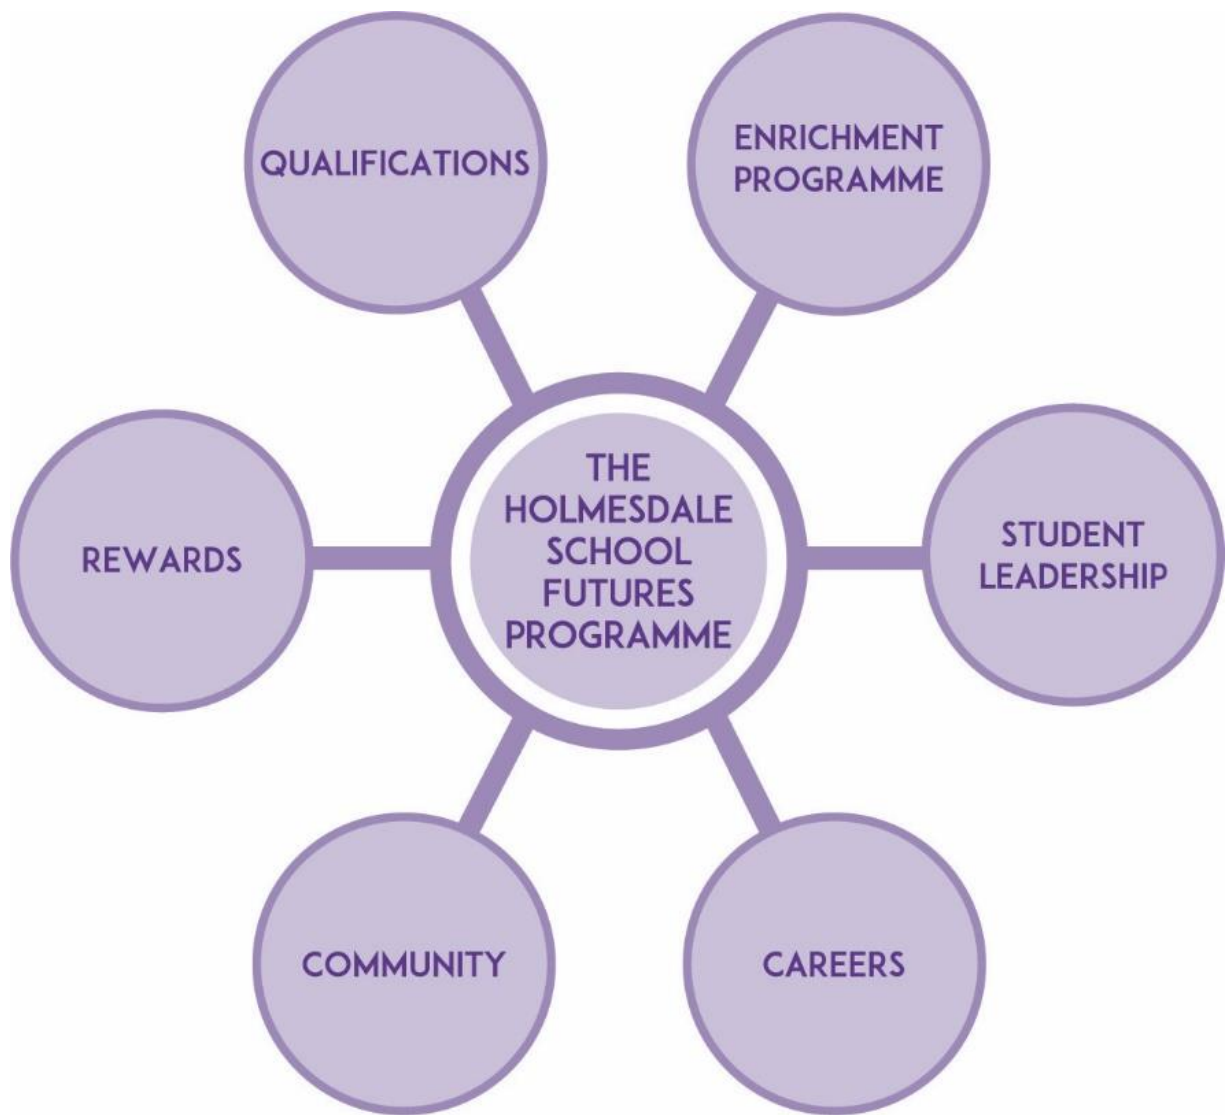 QUALIFICATIONS
ENRICHMENT
PROGRAMME
REWARDS
THE
HOLMESDALE
SCHOOL
FUTURES
PROGRAMME
STUDENT
LEADERSHIP
COMMUNITY
CAREERS